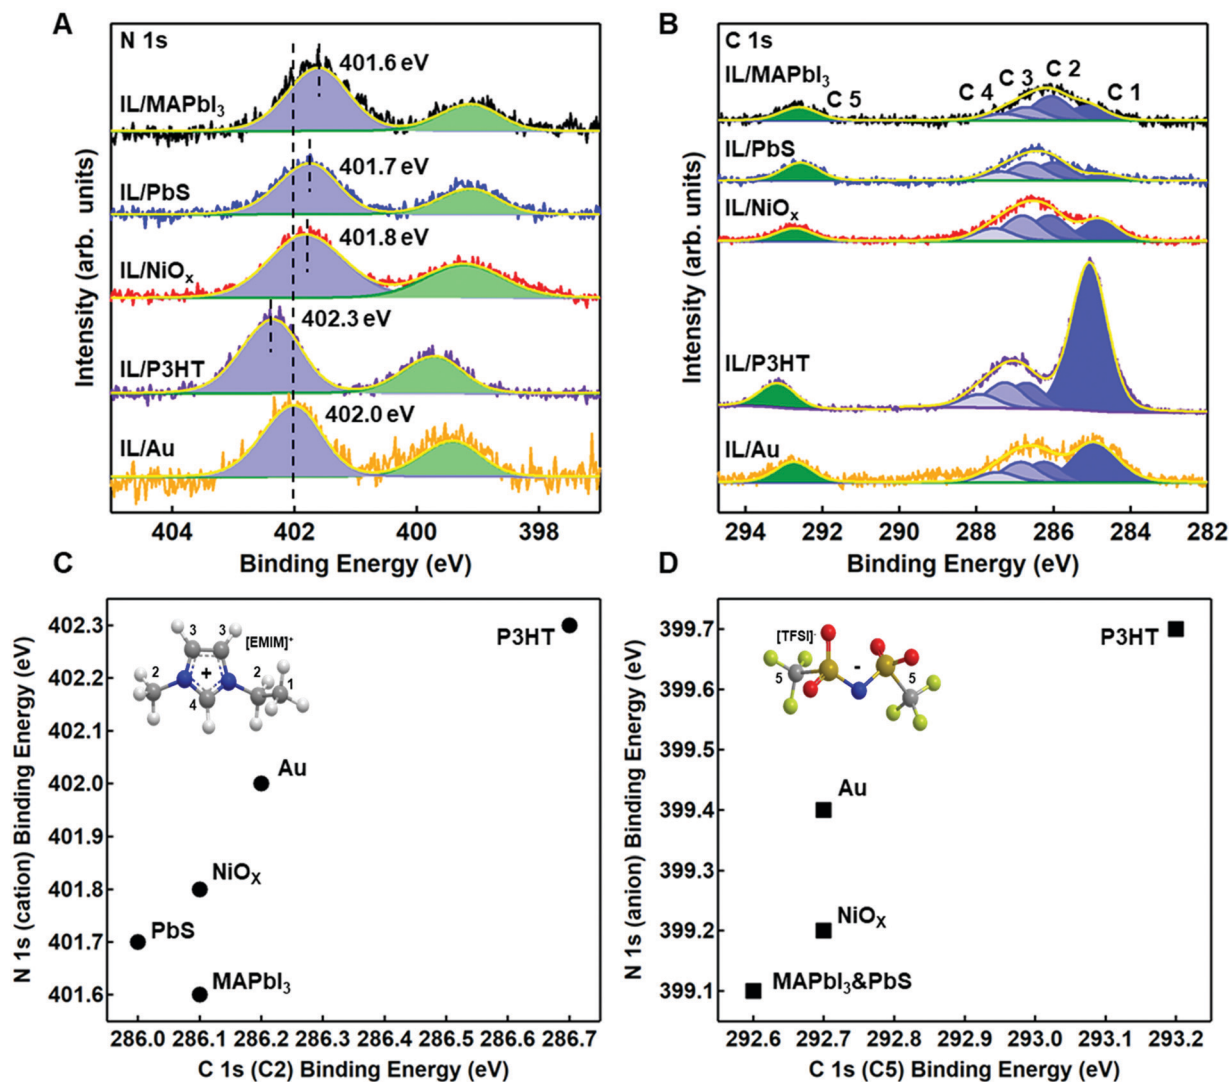 A
N 1s
IL/MAPbI₃
401.6 eV
IL/PbS
401.7 eV
IL/NiOₓ
401.8 eV
402.3 eV
IL/P3HT
402.0 eV
IL/Au
Intensity (arb. units)
404 402 400 398
Binding Energy (eV)
B
C 1s
IL/MAPbI₃
C 5 C 4 C 3 C 2 C 1
IL/PbS
IL/NiOₓ
IL/P3HT
IL/Au
Intensity (arb. units)
294 292 290 288 286 284 282
Binding Energy (eV)
C
402.3
402.2
402.1
402.0
401.9
401.8
401.7
401.6
N 1s (cation) Binding Energy (eV)
[EMIM]⁺
3 3
2 + 2
1
4
P3HT
Au
NiOX
PbS
MAPbI₃
286.0 286.1 286.2 286.3 286.4 286.5 286.6 286.7
C 1s (C2) Binding Energy (eV)
D
399.7
399.6
399.5
399.4
399.3
399.2
399.1
N 1s (anion) Binding Energy (eV)
[TFSI]⁻
5 - 5
P3HT
Au
NiOX
MAPbI₃&PbS
292.6 292.7 292.8 292.9 293.0 293.1 293.2
C 1s (C5) Binding Energy (eV)